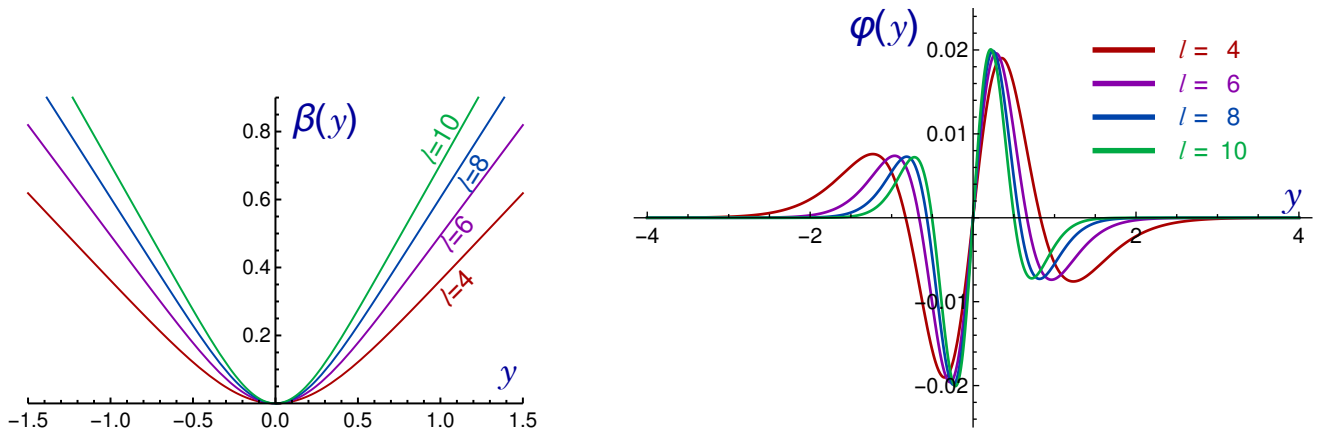 β(y)
0.8
0.6
0.4
0.2
l=10
l=8
l=6
l=4
y
−1.5 −1.0 −0.5 0.0 0.5 1.0 1.5
φ(y)
0.02
0.01
−0.01
−0.02
l = 4
l = 6
l = 8
l = 10
y
−4 −2 2 4